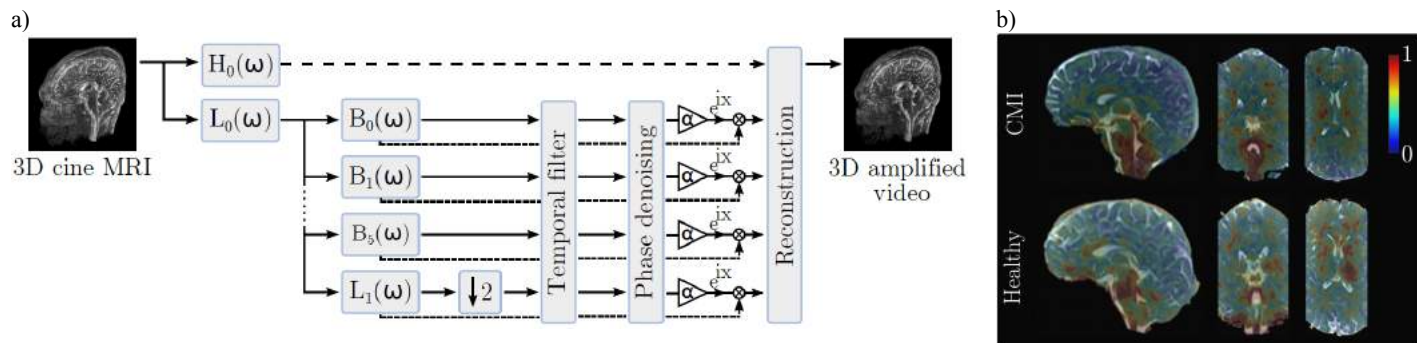 a)
H₀(ω)
L₀(ω)
3D cine MRI
B₀(ω)
B₁(ω)
B₅(ω)
L₁(ω)
↓2
Temporal filter
Phase denoising
α
e^ix
α
e^ix
α
e^ix
α
e^ix
Reconstruction
3D amplified
video
b)
CMI
Healthy
1
0